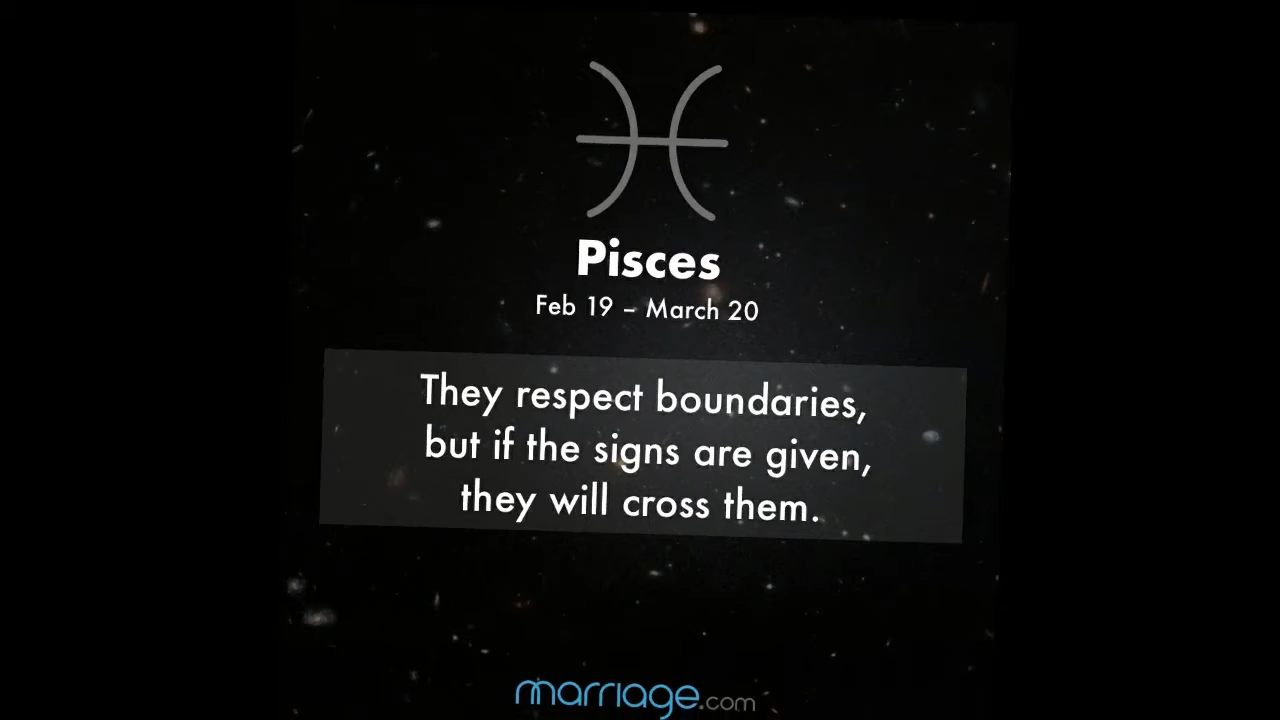 Pisces
Feb 19 – March 20
They respect boundaries,
but if the signs are given,
they will cross them.
marriage.com